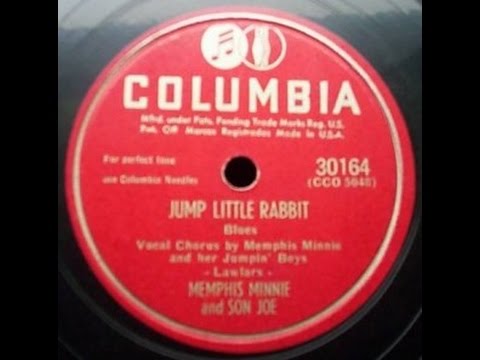 COLUMBIA
Mfrd. under Pats. Pending Trade Marks Reg. U.S.
Pat. Off. Marcas Registradas Made in U.S.A.
For perfect tone
use Columbia Needles
30164
(CCO 5048)
JUMP LITTLE RABBIT
Blues
Vocal Chorus by Memphis Minnie
and her Jumpin' Boys
- Lawlars -
MEMPHIS MINNIE
and SON JOE